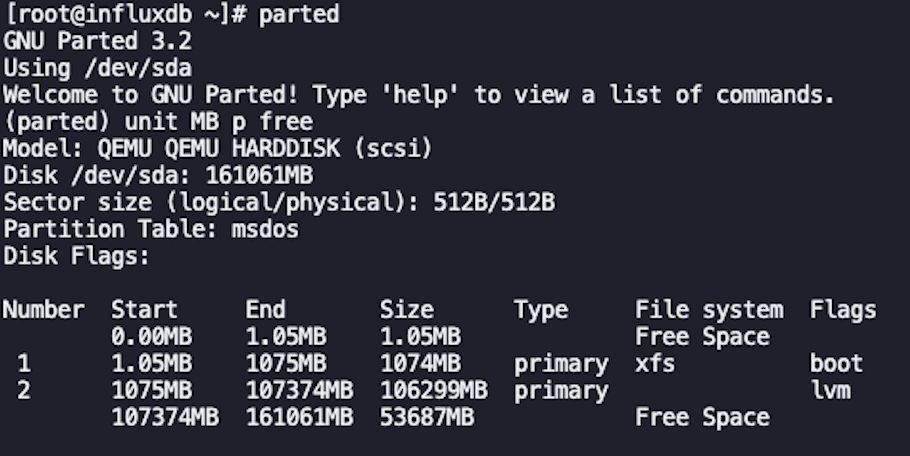 [root@influxdb ~]# parted
GNU Parted 3.2
Using /dev/sda
Welcome to GNU Parted! Type 'help' to view a list of commands.
(parted) unit MB p free
Model: QEMU QEMU HARDDISK (scsi)
Disk /dev/sda: 161061MB
Sector size (logical/physical): 512B/512B
Partition Table: msdos
Disk Flags:
Number  Start     End       Size      Type     File system  Flags
        0.00MB    1.05MB    1.05MB             Free Space
 1      1.05MB    1075MB    1074MB    primary  xfs          boot
 2      1075MB    107374MB  106299MB  primary               lvm
        107374MB  161061MB  53687MB            Free Space